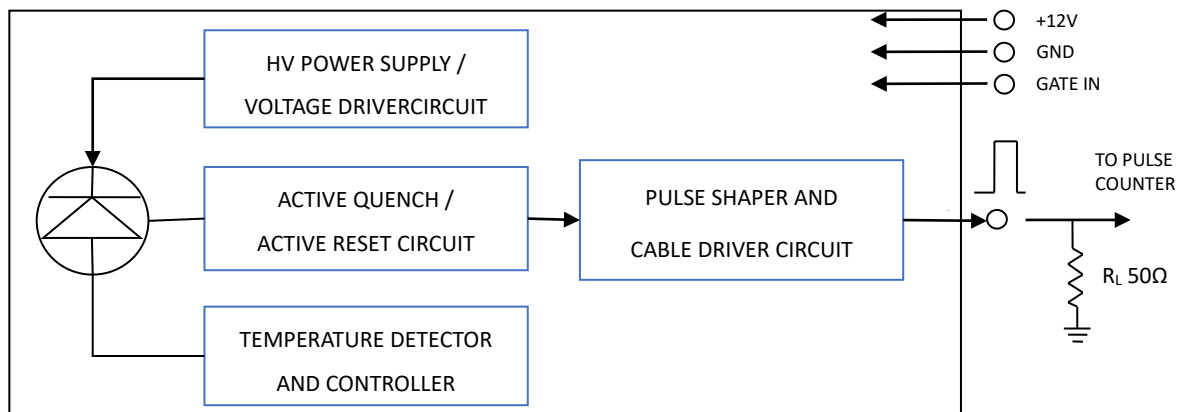 HV POWER SUPPLY /
VOLTAGE DRIVERCIRCUIT
+12V
GND
GATE IN
ACTIVE QUENCH /
ACTIVE RESET CIRCUIT
PULSE SHAPER AND
CABLE DRIVER CIRCUIT
TO PULSE
COUNTER
RL 50Ω
TEMPERATURE DETECTOR
AND CONTROLLER